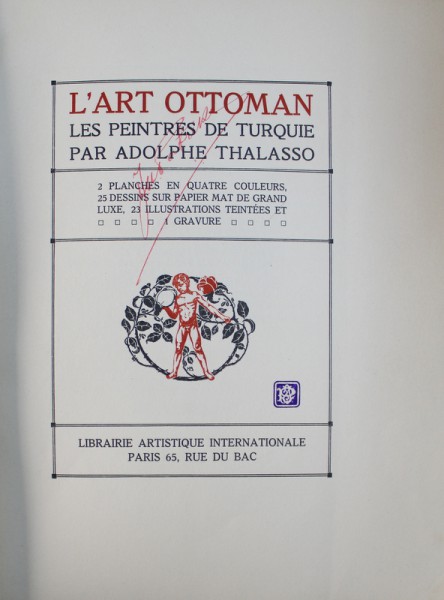 L'ART OTTOMAN
LES PEINTRES DE TURQUIE
PAR ADOLPHE THALASSO
2 PLANCHES EN QUATRE COULEURS,
25 DESSINS SUR PAPIER MAT DE GRAND
LUXE, 23 ILLUSTRATIONS TEINTÉES ET
□ □ □ □ 1 GRAVURE □ □ □ □
LIBRAIRIE ARTISTIQUE INTERNATIONALE
PARIS 65, RUE DU BAC